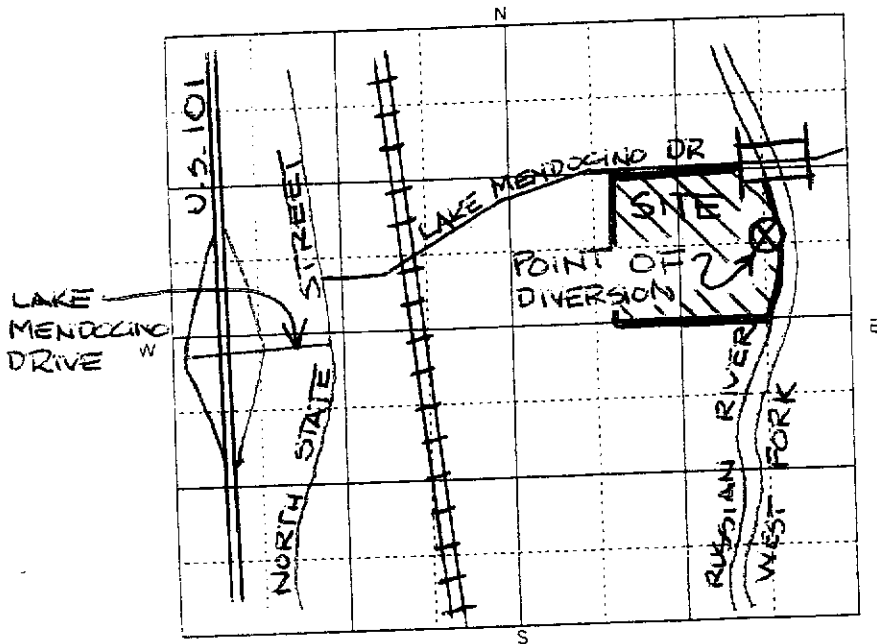 N
U.S. 101
NORTH STATE STREET
LAKE MENDOCINO DR
SITE
POINT OF
DIVERSION
LAKE
MENDOCINO
DRIVE
W
E
RUSSIAN RIVER
WEST FORK
S